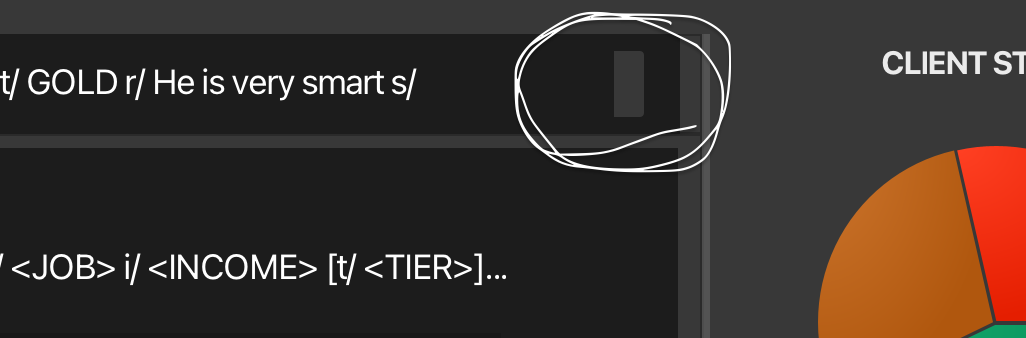 t/ GOLD r/ He is very smart s/
CLIENT ST
/ <JOB> i/ <INCOME> [t/ <TIER>]...